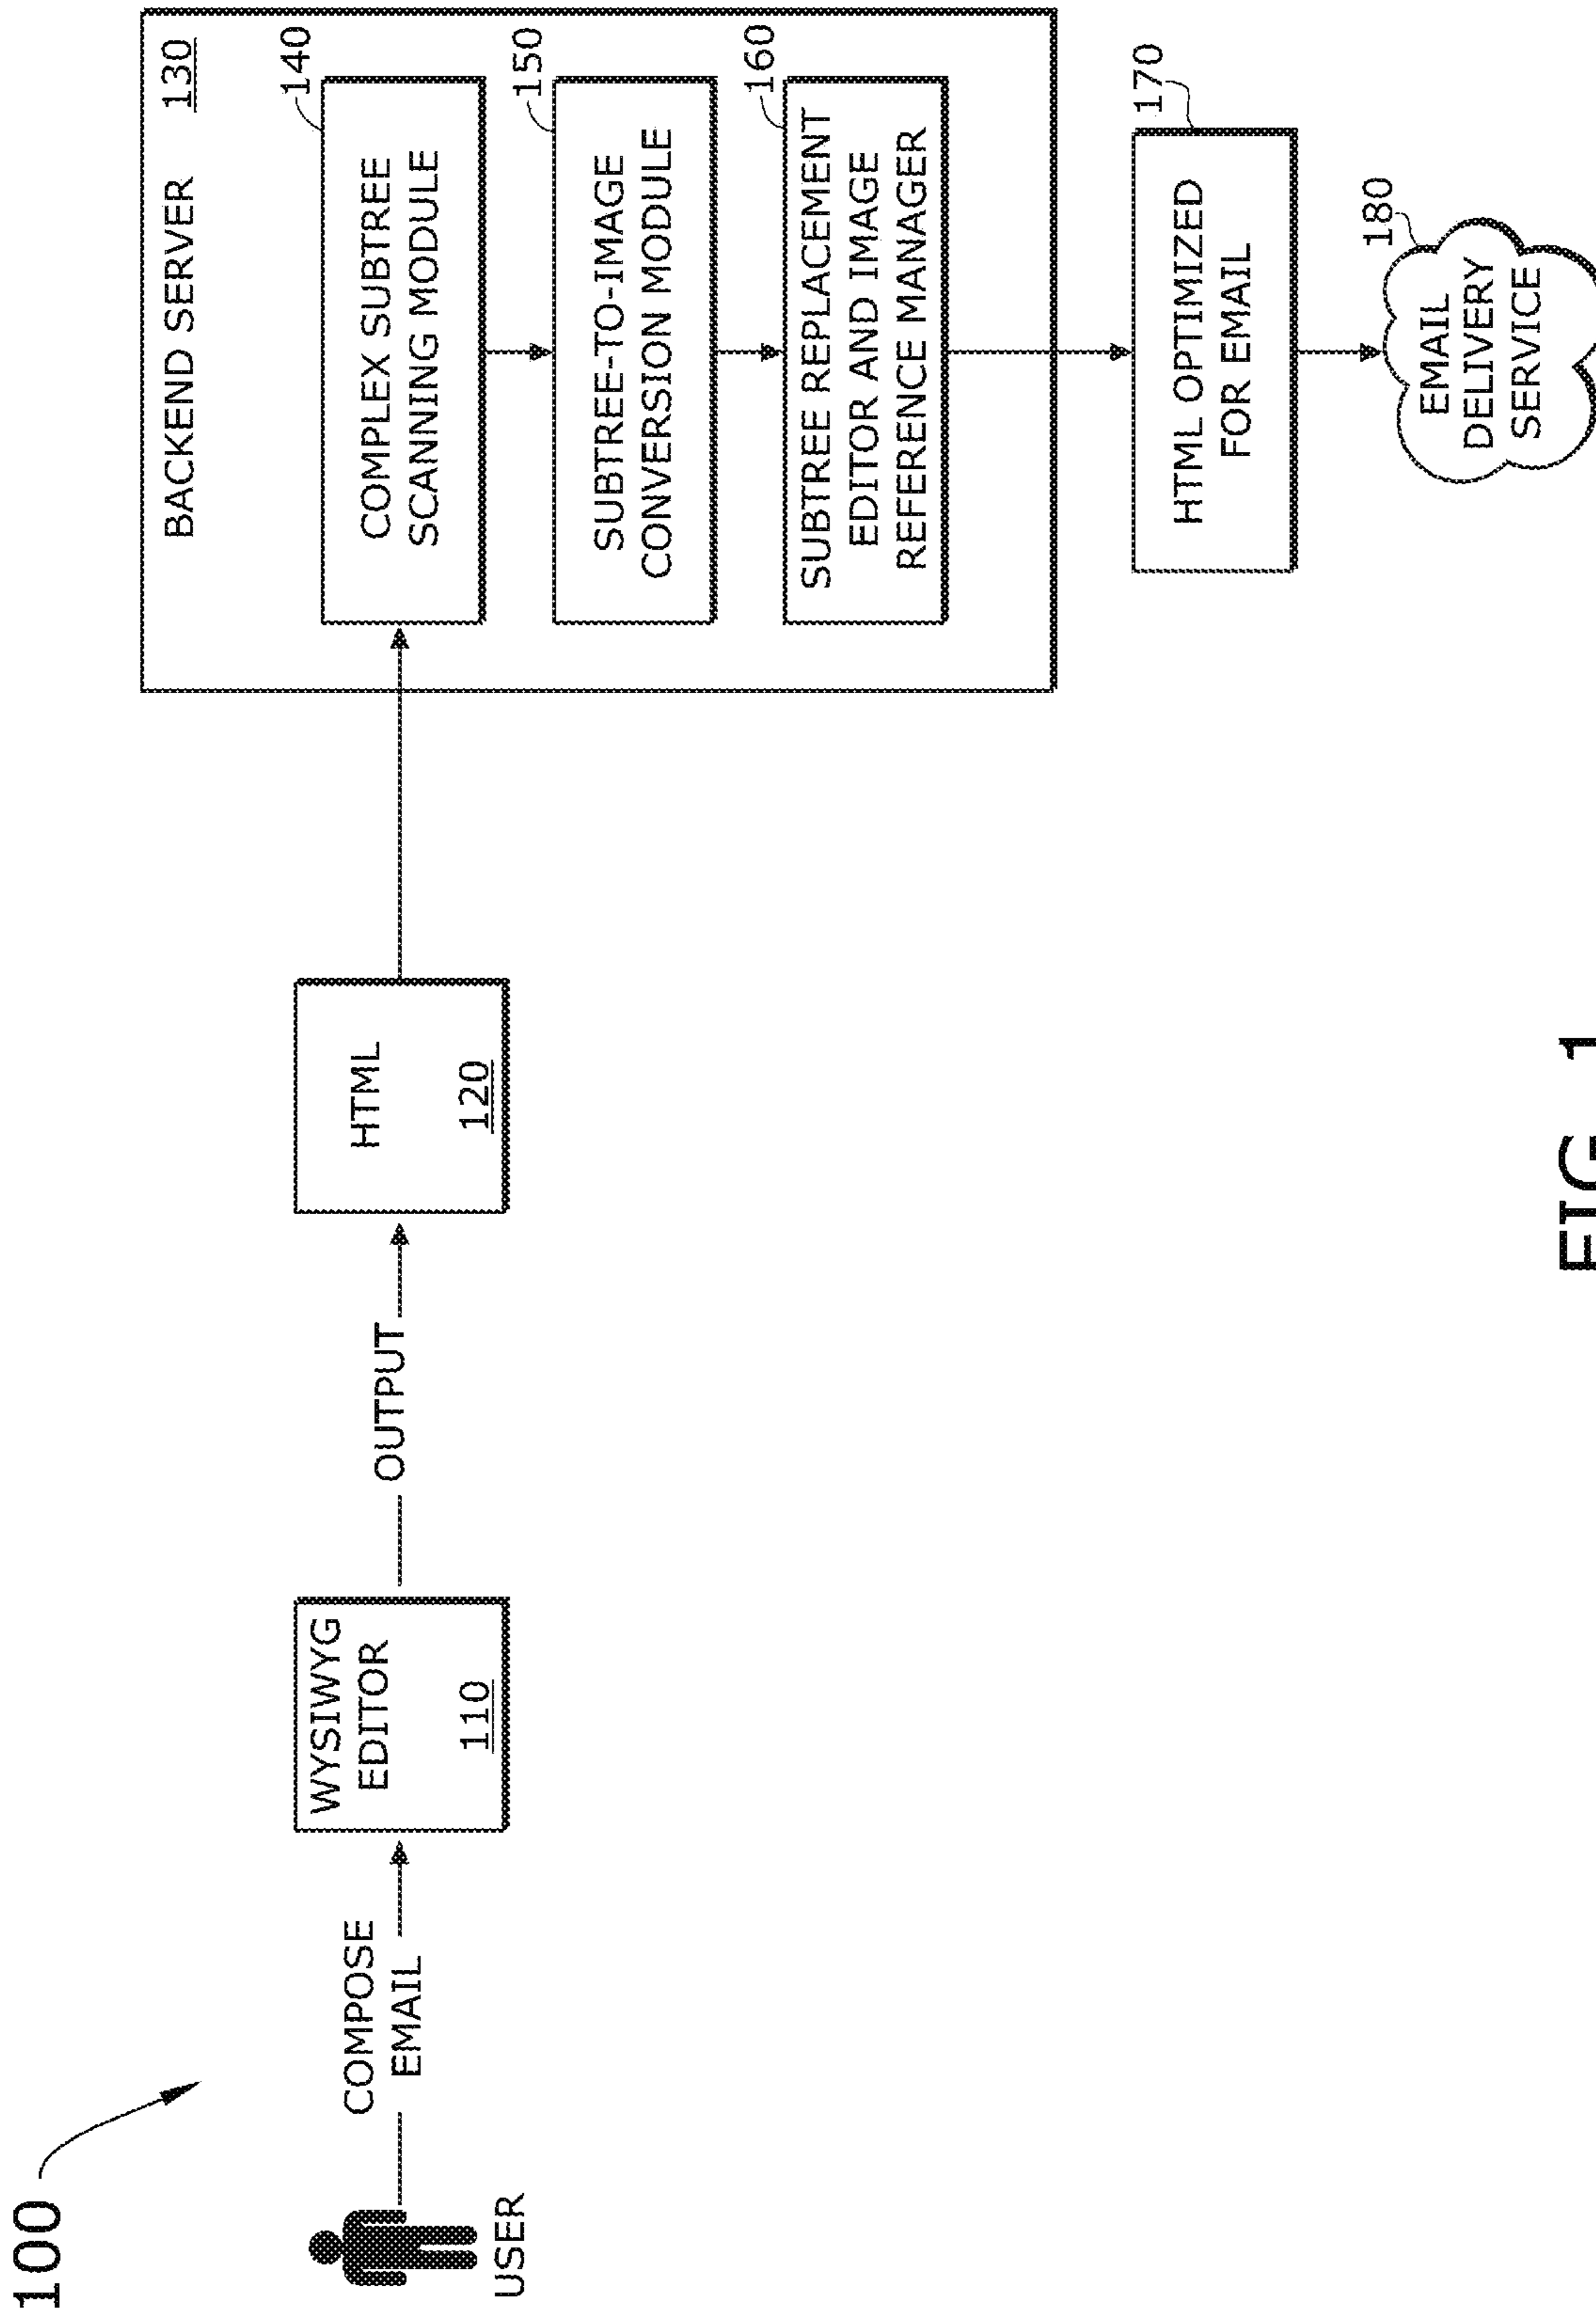 100
USER
COMPOSE
EMAIL
WYSIWYG
EDITOR
110
OUTPUT
HTML
120
BACKEND SERVER 130
140
COMPLEX SUBTREE
SCANNING MODULE
150
SUBTREE-TO-IMAGE
CONVERSION MODULE
160
SUBTREE REPLACEMENT
EDITOR AND IMAGE
REFERENCE MANAGER
170
HTML OPTIMIZED
FOR EMAIL
180
EMAIL
DELIVERY
SERVICE
FIG. 1